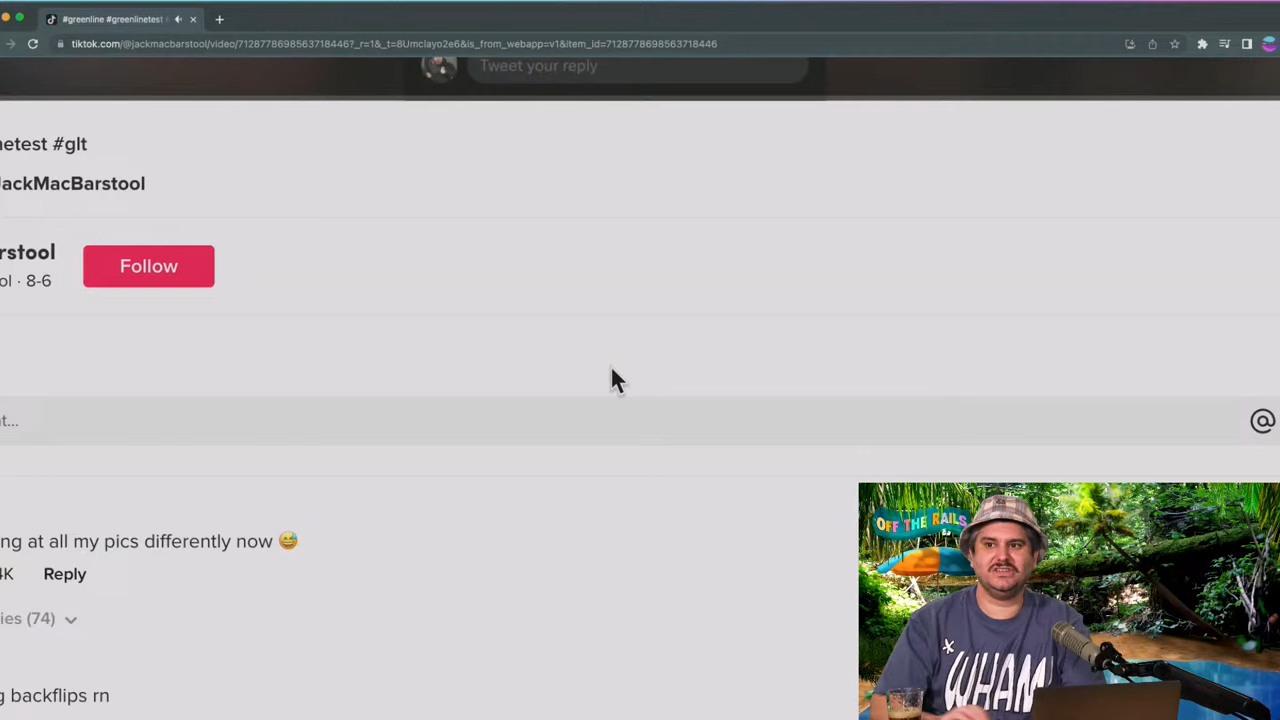 #greenline #greenlinetest
tiktok.com/@jackmacbarstool/video/7128778698563718446?_r=1&_t=8Umclayo2e6&is_from_webapp=v1&item_id=7128778698563718446
Tweet your reply
netest #glt
JackMacBarstool
rstool
Follow
ol · 8-6
t...
@
ng at all my pics differently now 😅
4K
Reply
ies (74)
g backflips rn
OFF THE RAILS
*WHAM!